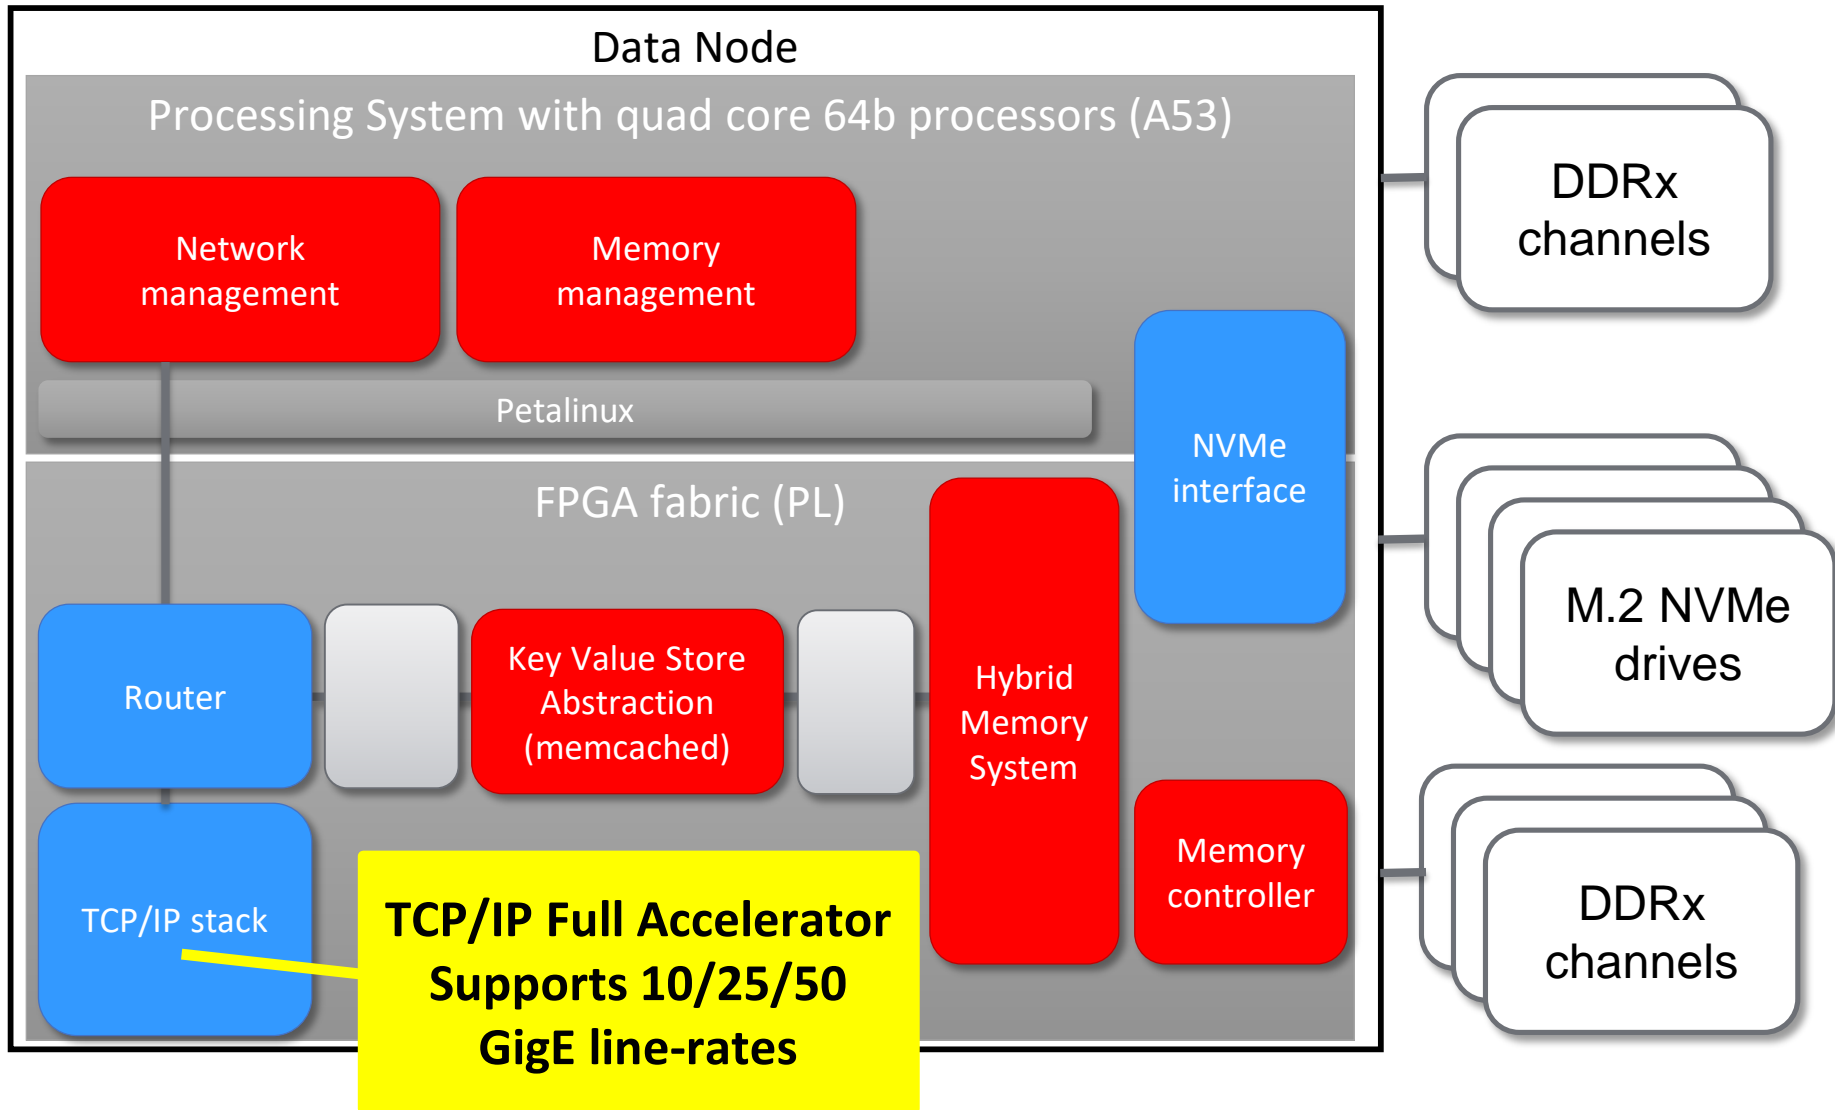 Data Node
Processing System with quad core 64b processors (A53)
Network
management
Memory
management
Petalinux
NVMe
interface
FPGA fabric (PL)
Router
Key Value Store
Abstraction
(memcached)
Hybrid
Memory
System
Memory
controller
TCP/IP stack
TCP/IP Full Accelerator
Supports 10/25/50
GigE line-rates
DDRx
channels
M.2 NVMe
drives
DDRx
channels